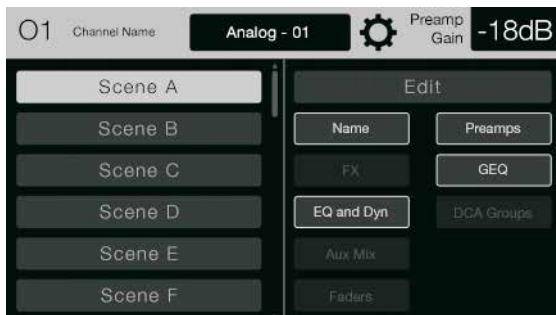 O1 Channel Name Analog - 01 Preamp Gain -18dB
Scene A
Scene B
Scene C
Scene D
Scene E
Scene F
Edit
Name Preamps
FX GEQ
EQ and Dyn DCA Groups
Aux Mix
Faders